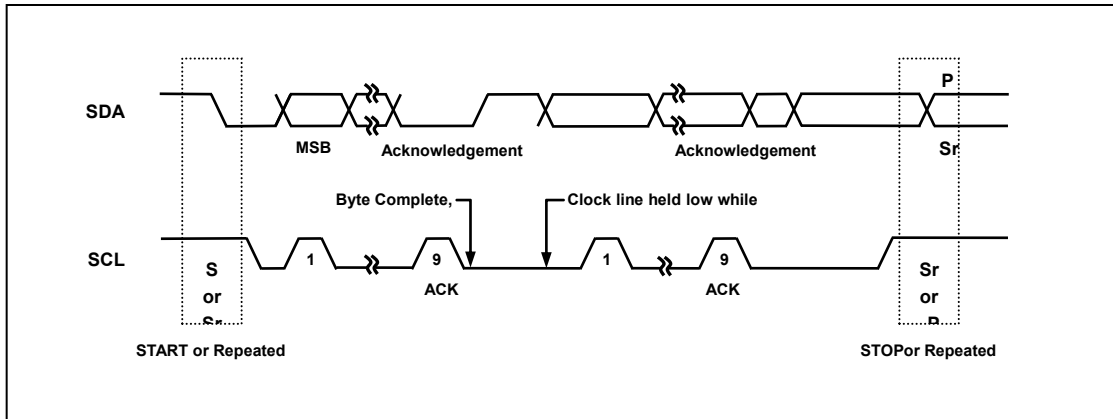 P
SDA
MSB
Acknowledgement
Acknowledgement
Sr
Byte Complete,
Clock line held low while
SCL
1
9
1
9
ACK
ACK
S
or
Sr
Sr
or
P
START or Repeated
STOPor Repeated